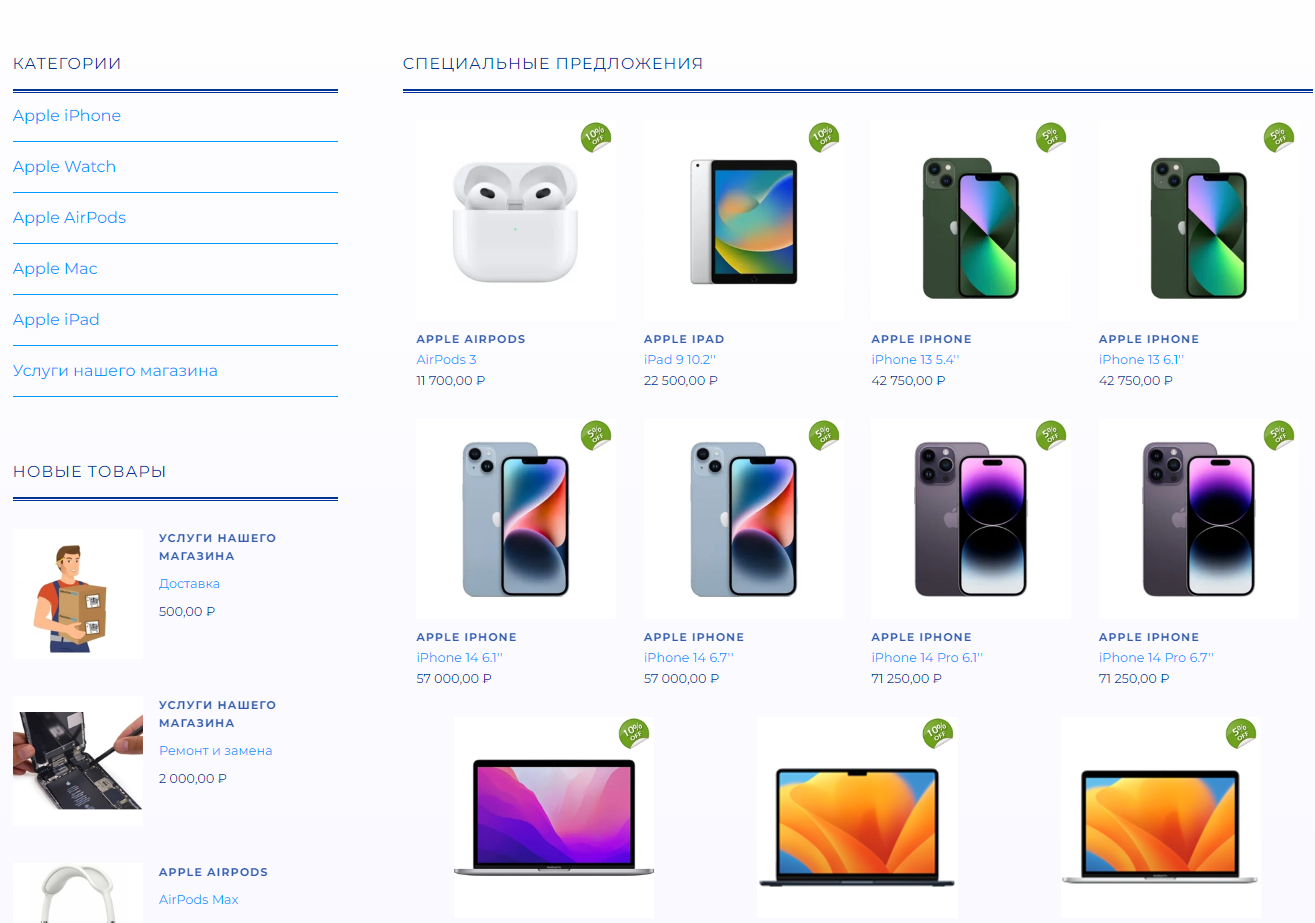 КАТЕГОРИИ
Apple iPhone
Apple Watch
Apple AirPods
Apple Mac
Apple iPad
Услуги нашего магазина
НОВЫЕ ТОВАРЫ
УСЛУГИ НАШЕГО
МАГАЗИНА
Доставка
500,00 ₽
УСЛУГИ НАШЕГО
МАГАЗИНА
Ремонт и замена
2 000,00 ₽
APPLE AIRPODS
AirPods Max
СПЕЦИАЛЬНЫЕ ПРЕДЛОЖЕНИЯ
10%
OFF
APPLE AIRPODS
AirPods 3
11 700,00 ₽
10%
OFF
APPLE IPAD
iPad 9 10.2''
22 500,00 ₽
5%
OFF
APPLE IPHONE
iPhone 13 5.4''
42 750,00 ₽
5%
OFF
APPLE IPHONE
iPhone 13 6.1''
42 750,00 ₽
5%
OFF
APPLE IPHONE
iPhone 14 6.1''
57 000,00 ₽
5%
OFF
APPLE IPHONE
iPhone 14 6.7''
57 000,00 ₽
5%
OFF
APPLE IPHONE
iPhone 14 Pro 6.1''
71 250,00 ₽
5%
OFF
APPLE IPHONE
iPhone 14 Pro 6.7''
71 250,00 ₽
10%
OFF
10%
OFF
5%
OFF